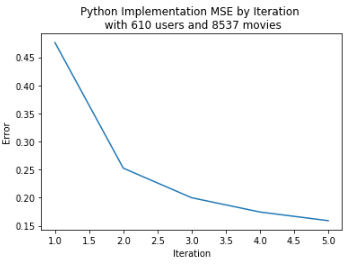 Python Implementation MSE by Iteration
with 610 users and 8537 movies
0.45
0.40
0.35
0.30
0.25
0.20
0.15
Error
1.0 1.5 2.0 2.5 3.0 3.5 4.0 4.5 5.0
Iteration